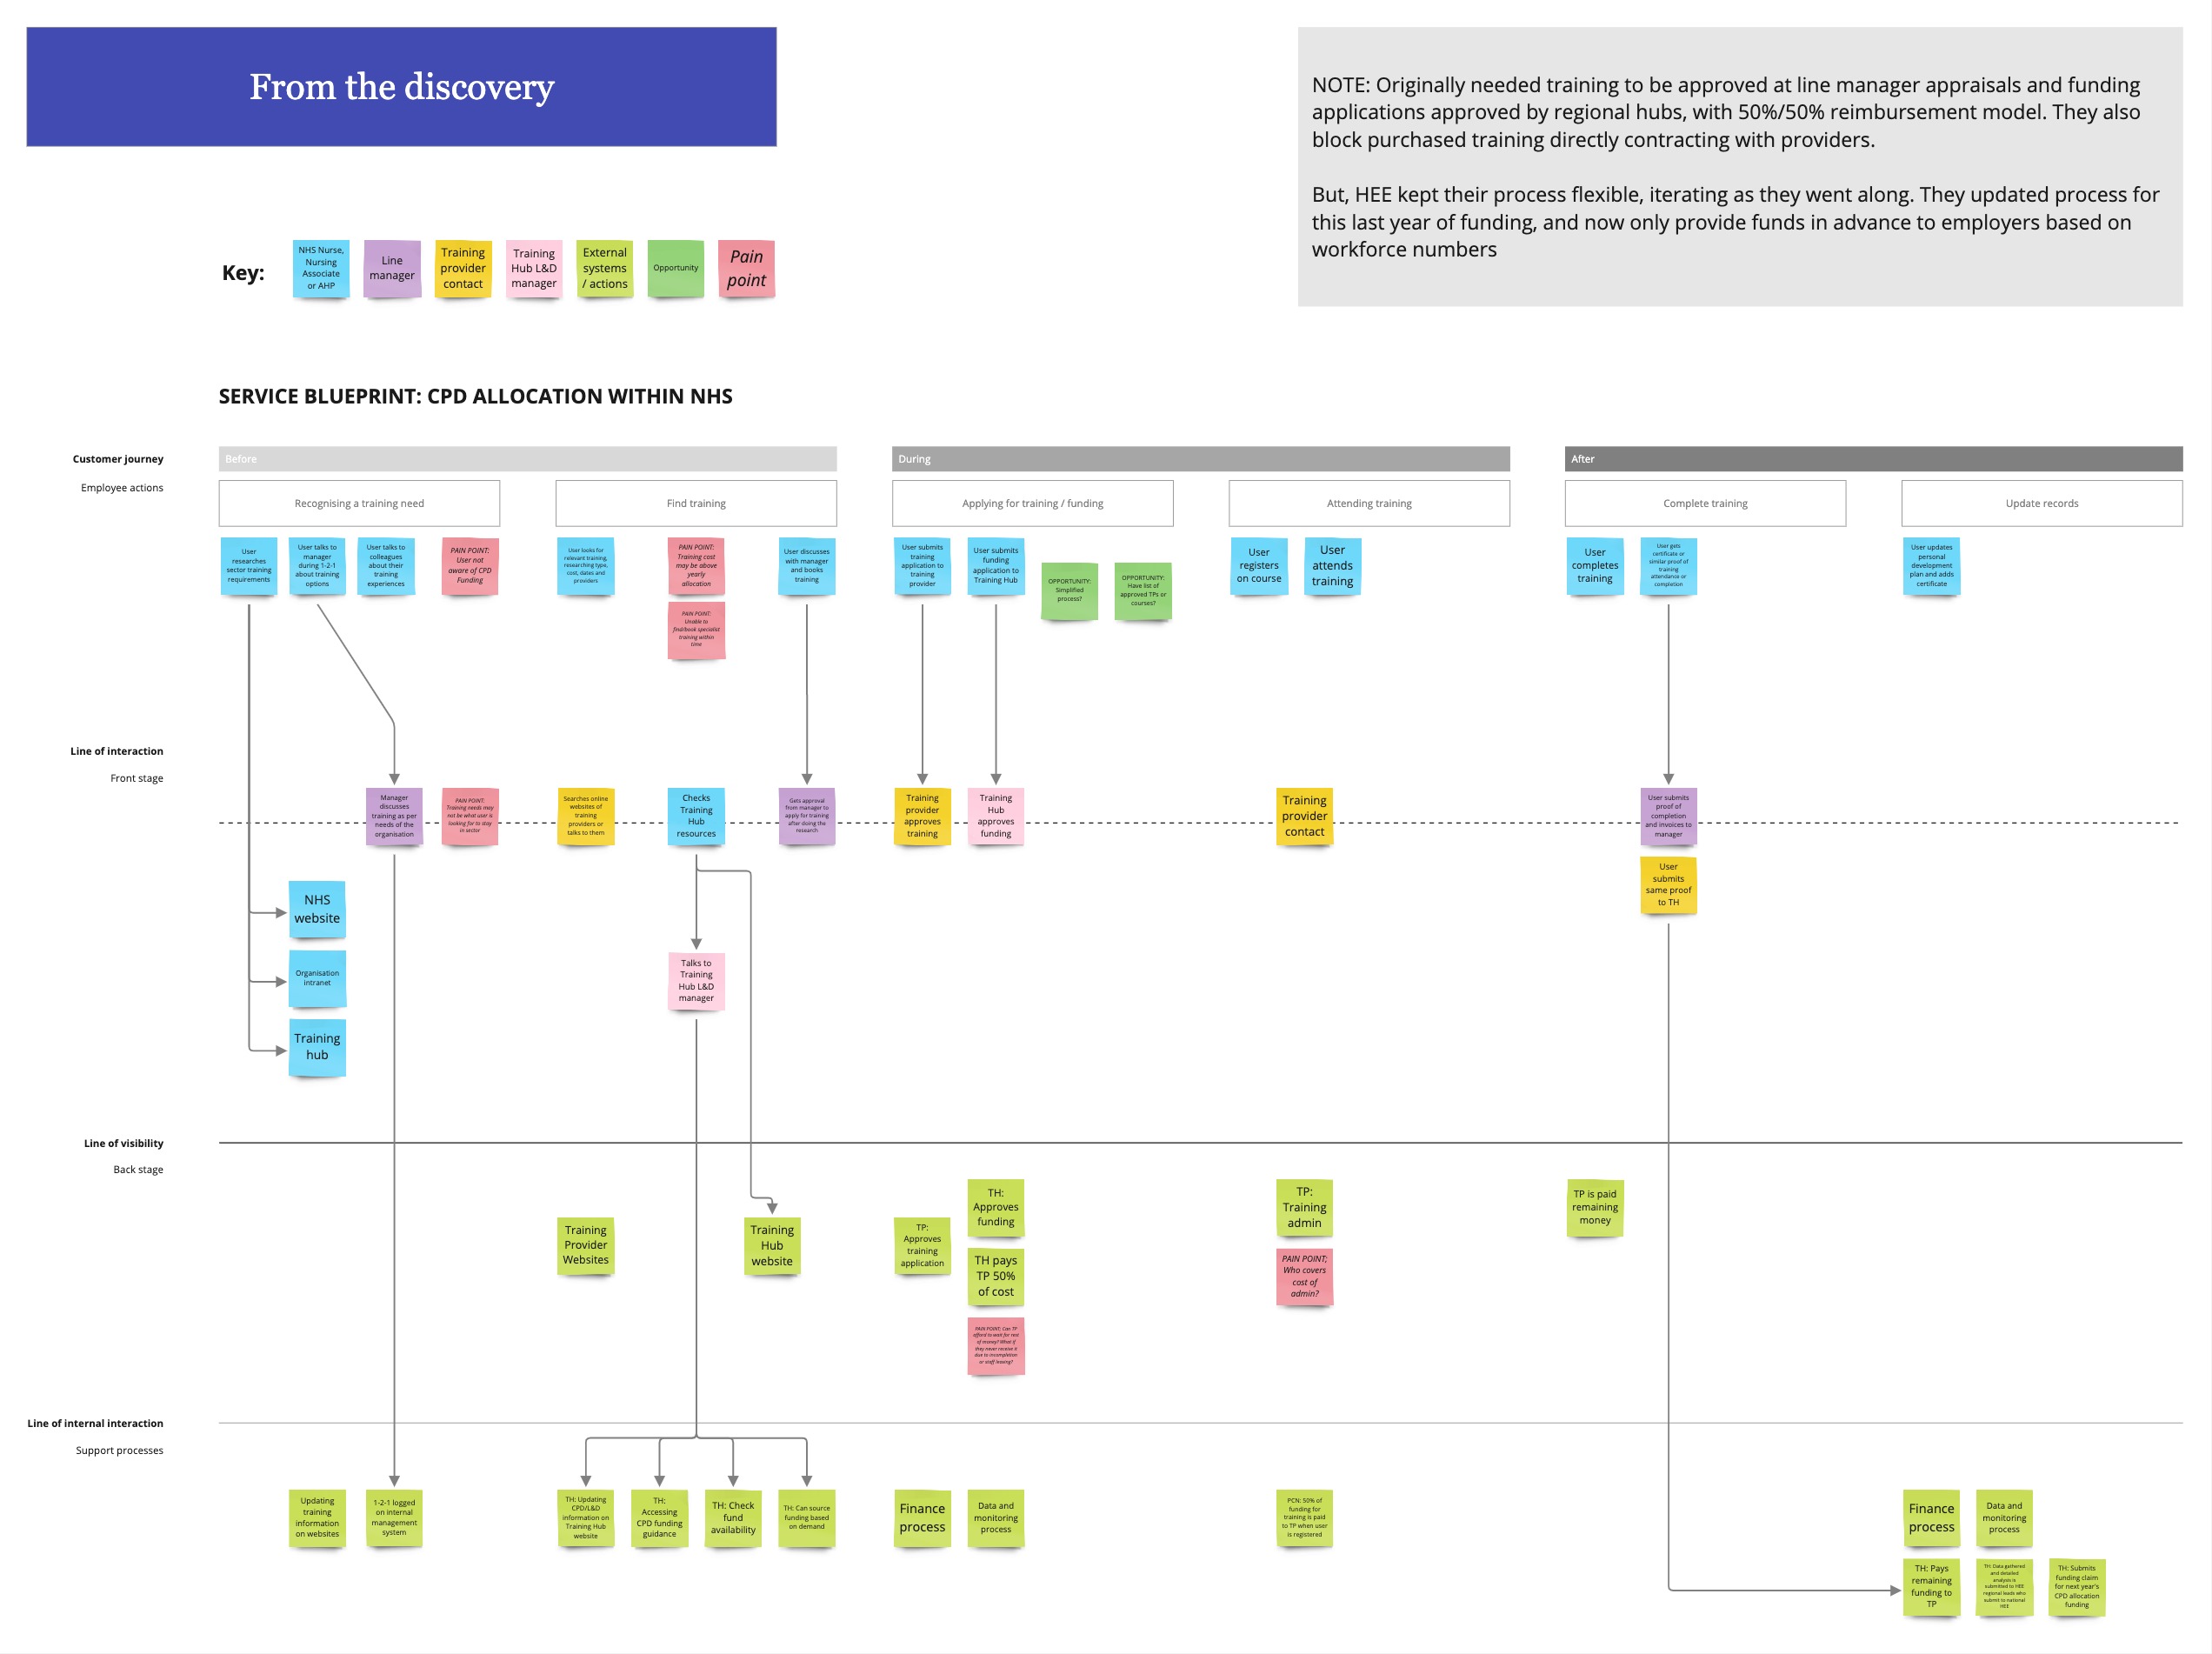 From the discovery
NOTE: Originally needed training to be approved at line manager appraisals and funding
applications approved by regional hubs, with 50%/50% reimbursement model. They also
block purchased training directly contracting with providers.
But, HEE kept their process flexible, iterating as they went along. They updated process for
this last year of funding, and now only provide funds in advance to employers based on
workforce numbers
Key:
NHS Nurse,
Nursing
Associate
or AHP
Line
manager
Training
provider
contact
Training
Hub L&D
manager
External
systems
/ actions
Opportunity
Pain
point
SERVICE BLUEPRINT: CPD ALLOCATION WITHIN NHS
Customer journey
Before
During
After
Employee actions
Recognising a training need
Find training
Applying for training / funding
Attending training
Complete training
Update records
User
researches
sector training
requirements
User talks to
manager
during 1-2-1
about training
options
User talks to
colleagues
about their
training
experiences
PAIN POINT:
User not
aware of CPD
Funding
User looks for
relevant training,
researching type,
cost, dates and
providers
PAIN POINT:
Training cost
may be above
yearly
allocation
PAIN POINT:
Unable to
find/book specialist
training within
time
User discusses
with manager
and books
training
User submits
training
application to
training
provider
User submits
funding
application to
Training Hub
OPPORTUNITY:
Simplified
process?
OPPORTUNITY:
Have list of
approved TPs or
courses?
User
registers
on course
User
attends
training
User
completes
training
User gets
certificate or
similar proof of
training
attendance or
completion
User updates
personal
development
plan and adds
certificate
Line of interaction
Front stage
Manager
discusses
training as per
needs of the
organisation
PAIN POINT:
Training needs may
not be what user is
looking for to stay
in sector
Searches online
websites of
training
providers or
talks to them
Checks
Training
Hub
resources
Gets approval
from manager to
apply for training
after doing the
research
Training
provider
approves
training
Training
Hub
approves
funding
Training
provider
contact
User submits
proof of
completion
and invoices to
manager
User
submits
same proof
to TH
NHS
website
Organisation
intranet
Training
hub
Talks to
Training
Hub L&D
manager
Line of visibility
Back stage
Training
Provider
Websites
Training
Hub
website
TP:
Approves
training
application
TH:
Approves
funding
TH pays
TP 50%
of cost
PAIN POINT: Can TP
afford to wait for rest
of money? What if
they never receive it
due to incompletion
or staff leaving?
TP:
Training
admin
PAIN POINT;
Who covers
cost of
admin?
TP is paid
remaining
money
Line of internal interaction
Support processes
Updating
training
information
on websites
1-2-1 logged
on internal
management
system
TH: Updating
CPD/L&D
information on
Training Hub
website
TH:
Accessing
CPD funding
guidance
TH: Check
fund
availability
TH: Can source
funding based
on demand
Finance
process
Data and
monitoring
process
PCN: 50% of
funding for
training is paid
to TP when user
is registered
Finance
process
Data and
monitoring
process
TH: Pays
remaining
funding to
TP
TH: Data gathered
and detailed
analysis is
submitted to HEE
regional leads who
submit to national
HEE
TH: Submits
funding claim
for next year's
CPD allocation
funding